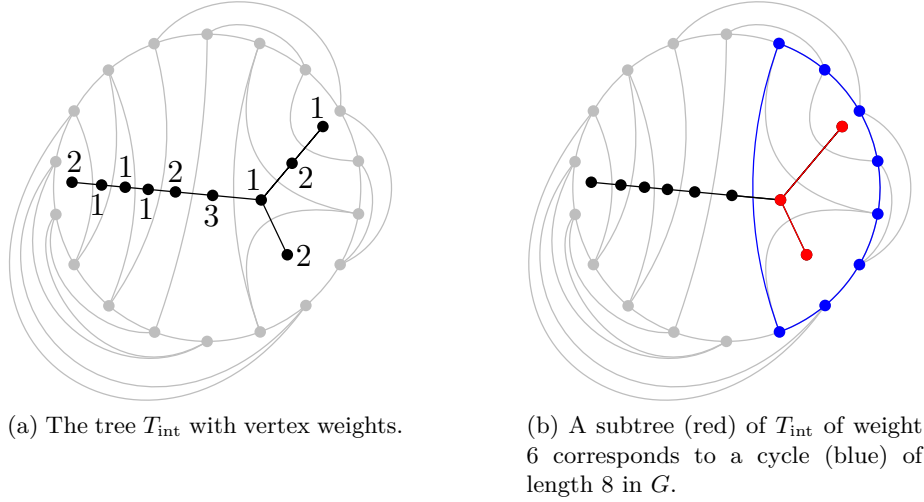 1
2 1 2 1 2
1 1 3 2
(a) The tree T_int with vertex weights.
(b) A subtree (red) of T_int of weight
6 corresponds to a cycle (blue) of
length 8 in G.